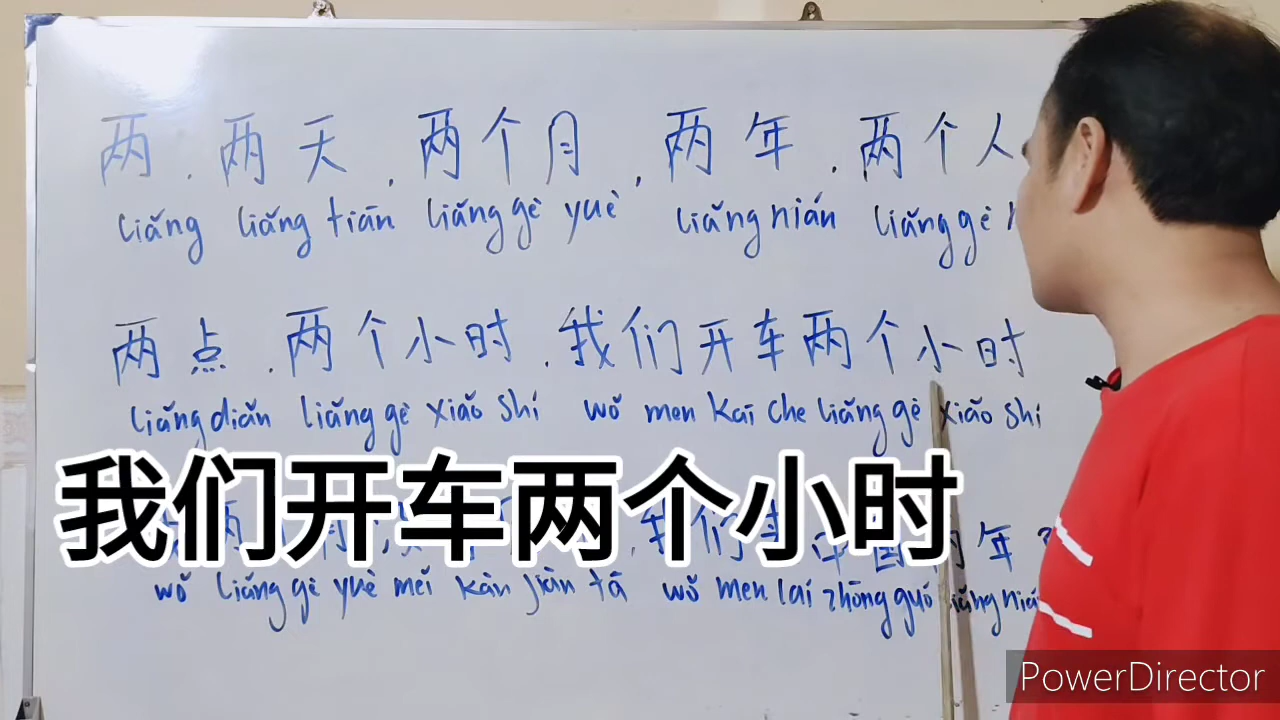 两.两天.两个月.两年.两个人
liǎng liǎng tiān liǎng gè yuè liǎng nián liǎng gè
两点.两个小时.我们开车两个小时
liǎng diǎn liǎng gè xiǎo shí wǒ men kāi che liǎng gè xiǎo shí
我们开车两个小时
wǒ liǎng gè yuè méi kàn jiàn tā wǒ men lái zhōng guó liǎng nián
PowerDirector